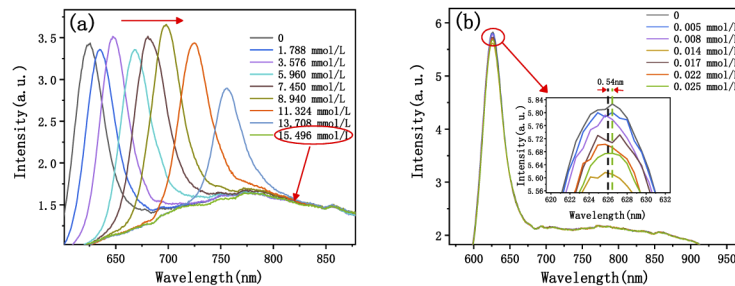 (a)
0
1.788 mmol/L
3.576 mmol/L
5.960 mmol/L
7.450 mmol/L
8.940 mmol/L
11.324 mmol/L
13.708 mmol/L
15.496 mmol/L
Intensity(a.u.)
3.5
3.0
2.5
2.0
1.5
650 700 750 800 850
Wavelength(nm)
(b)
0
0.005 mmol/L
0.008 mmol/L
0.014 mmol/L
0.017 mmol/L
0.022 mmol/L
0.025 mmol/L
Intensity(a.u.)
6
5
4
3
2
600 650 700 750 800 850 900 950
Wavelength(nm)
0.54nm
Intensity(a.u.)
5.84
5.80
5.76
5.72
5.68
5.64
5.60
5.56
620 622 624 626 628 630 632
Wavelength(nm)